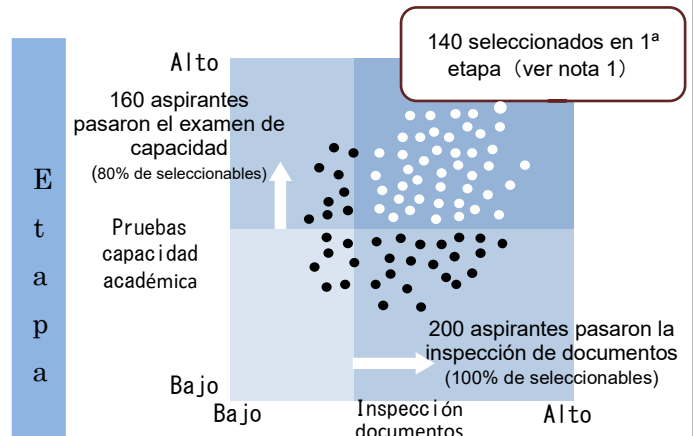 140 seleccionados en 1ª
etapa（ver nota 1）
Alto
160 aspirantes
pasaron el examen de
capacidad
(80% de seleccionables)
E
t
a
p
a
Pruebas
capacidad
académica
200 aspirantes pasaron la
inspección de documentos
(100% de seleccionables)
Bajo
Bajo
Inspección
documentos
Alto